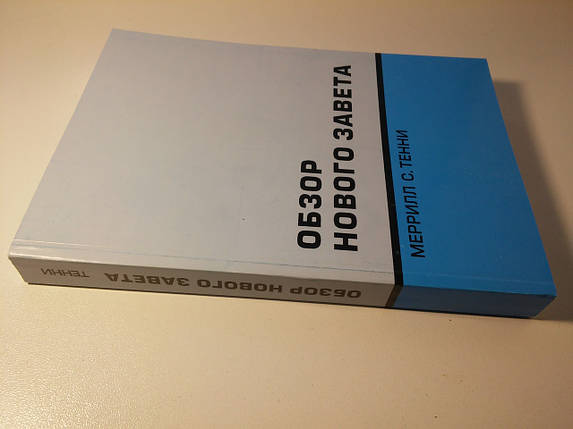 ОБЗОР
НОВОГО ЗАВЕТА
МЕРРИЛЛ С. ТЕННИ
ОБЗОР НОВОГО ЗАВЕТА
ТЕННИ